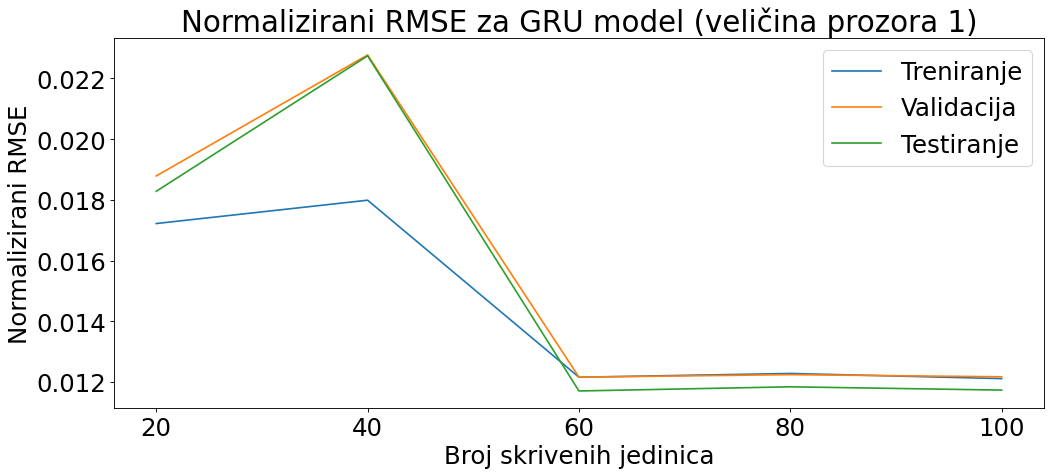 Normalizirani RMSE za GRU model (veličina prozora 1)
Normalizirani RMSE
0.022
0.020
0.018
0.016
0.014
0.012
Treniranje
Validacija
Testiranje
20 40 60 80 100
Broj skrivenih jedinica